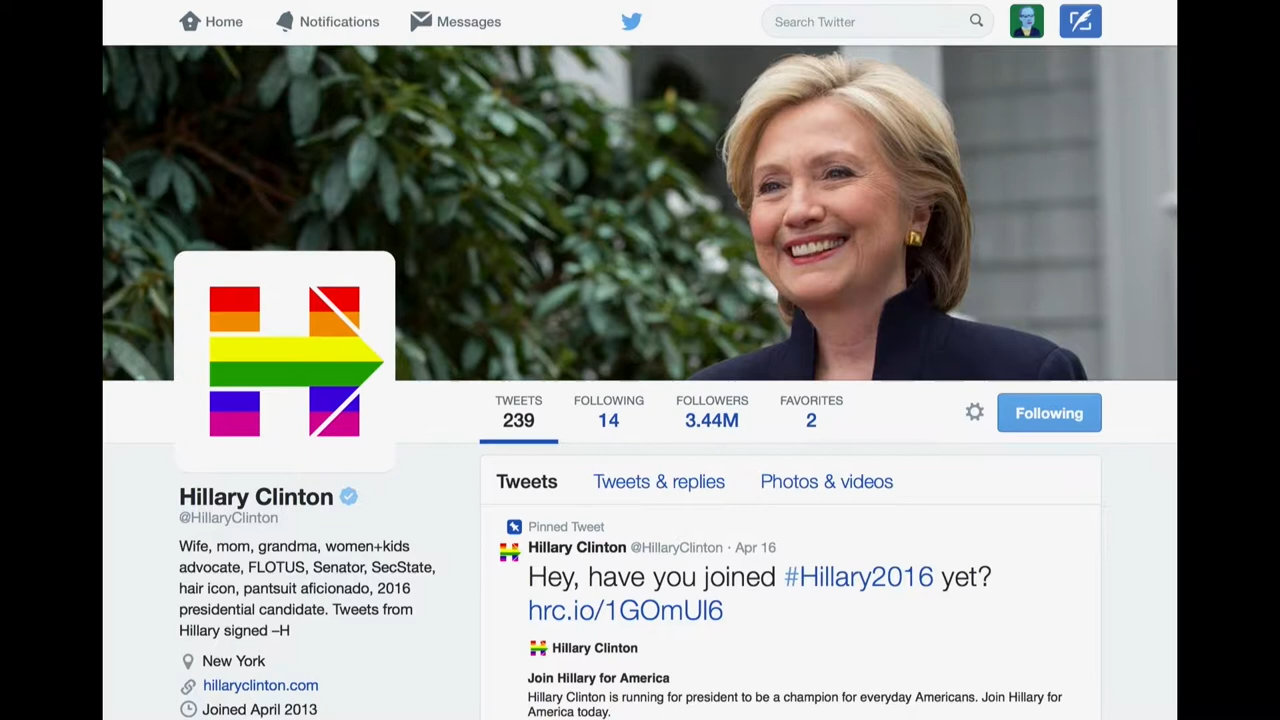 Home Notifications Messages Search Twitter
TWEETS FOLLOWING FOLLOWERS FAVORITES
239 14 3.44M 2
Following
Hillary Clinton
@HillaryClinton
Wife, mom, grandma, women+kids
advocate, FLOTUS, Senator, SecState,
hair icon, pantsuit aficionado, 2016
presidential candidate. Tweets from
Hillary signed –H
New York
hillaryclinton.com
Joined April 2013
Tweets Tweets & replies Photos & videos
Pinned Tweet
Hillary Clinton @HillaryClinton · Apr 16
Hey, have you joined #Hillary2016 yet?
hrc.io/1GOmUl6
Hillary Clinton
Join Hillary for America
Hillary Clinton is running for president to be a champion for everyday Americans. Join Hillary for
America today.